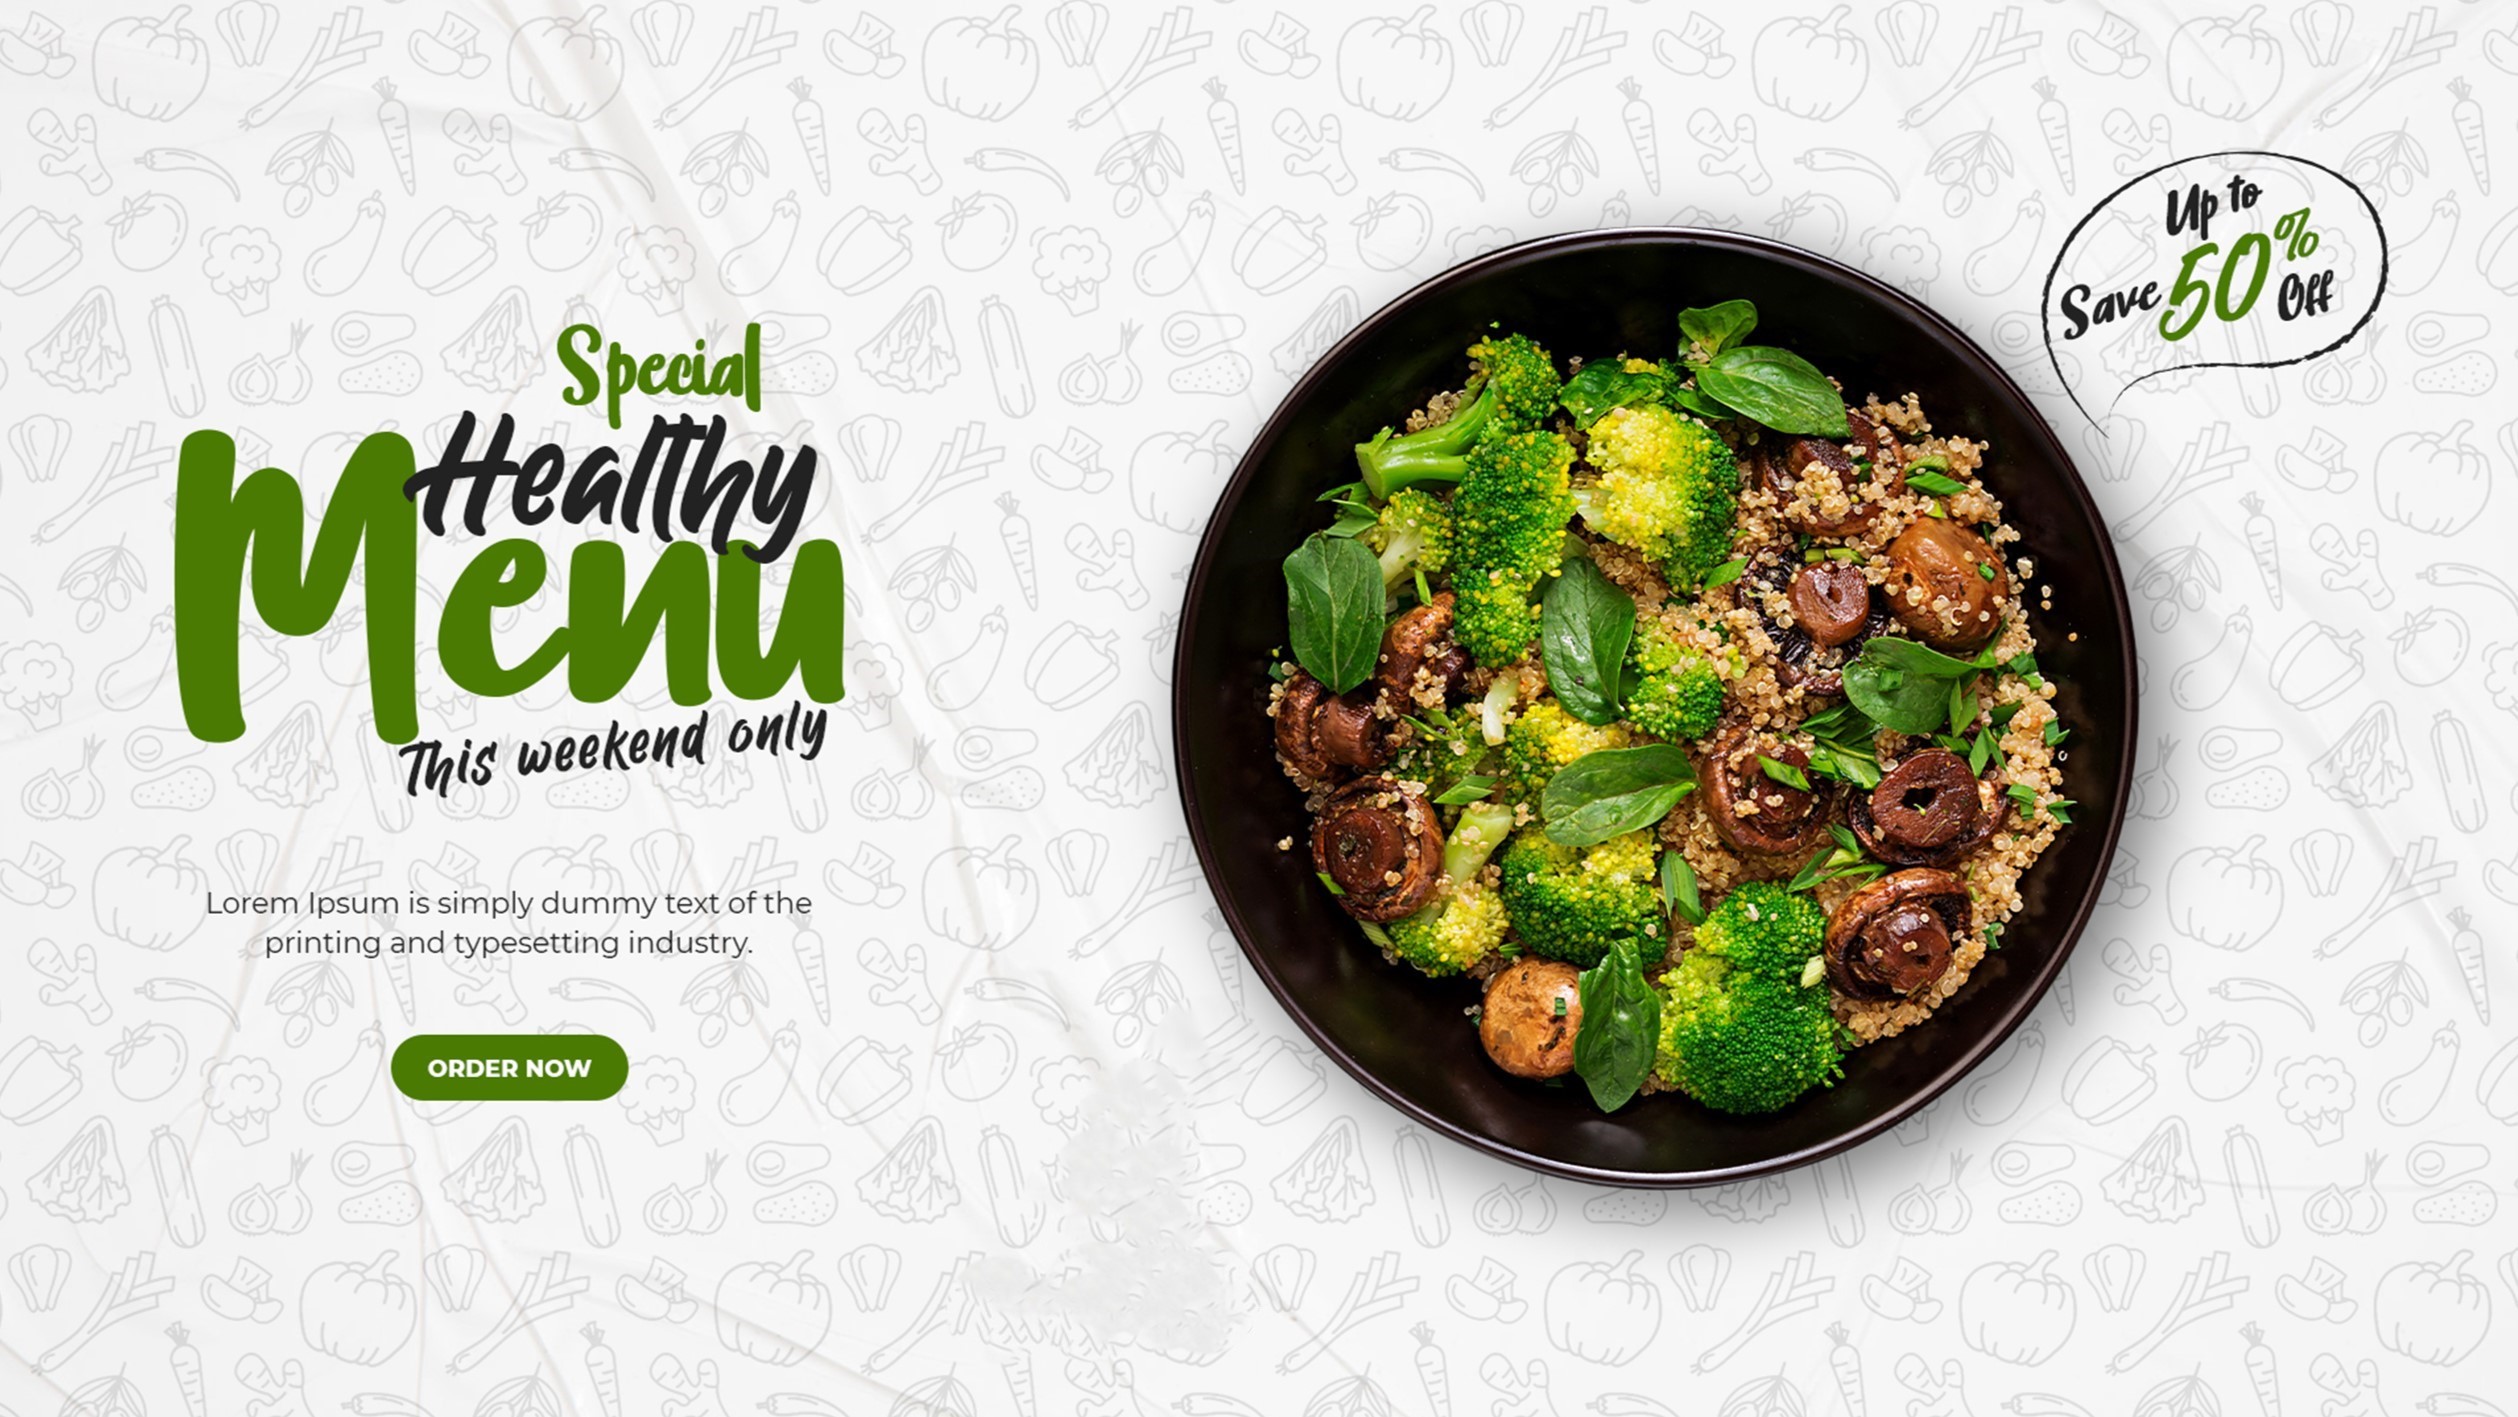 Special
Healthy
Menu
This weekend only
Lorem Ipsum is simply dummy text of the
printing and typesetting industry.
ORDER NOW
Up to
Save 50% Off